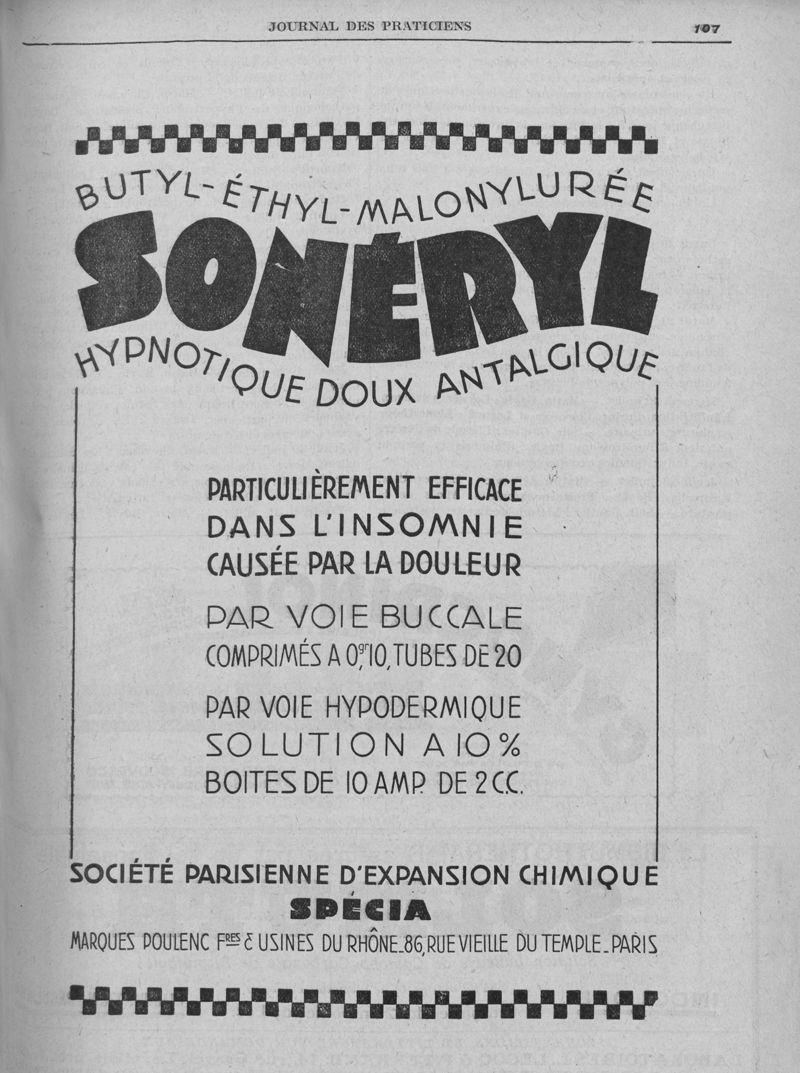 JOURNAL DES PRATICIENS 107
BUTYL-ÉTHYL-MALONYLURÉE
SONÉRYL
HYPNOTIQUE DOUX ANTALGIQUE
PARTICULIÈREMENT EFFICACE
DANS L'INSOMNIE
CAUSÉE PAR LA DOULEUR
PAR VOIE BUCCALE
COMPRIMÉS A 0gr,10, TUBES DE 20
PAR VOIE HYPODERMIQUE
SOLUTION A 10%
BOITES DE 10 AMP. DE 2 C.C.
SOCIÉTÉ PARISIENNE D'EXPANSION CHIMIQUE
SPÉCIA
MARQUES POULENC FRES & USINES DU RHÔNE_86, RUE VIEILLE DU TEMPLE_PARIS